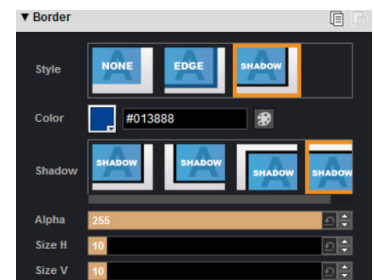 ▼ Border
Style
NONE
EDGE
SHADOW
Color
#013888
Shadow
SHADOW
SHADOW
SHADOW
SHADOW
Alpha
255
Size H
10
Size V
10